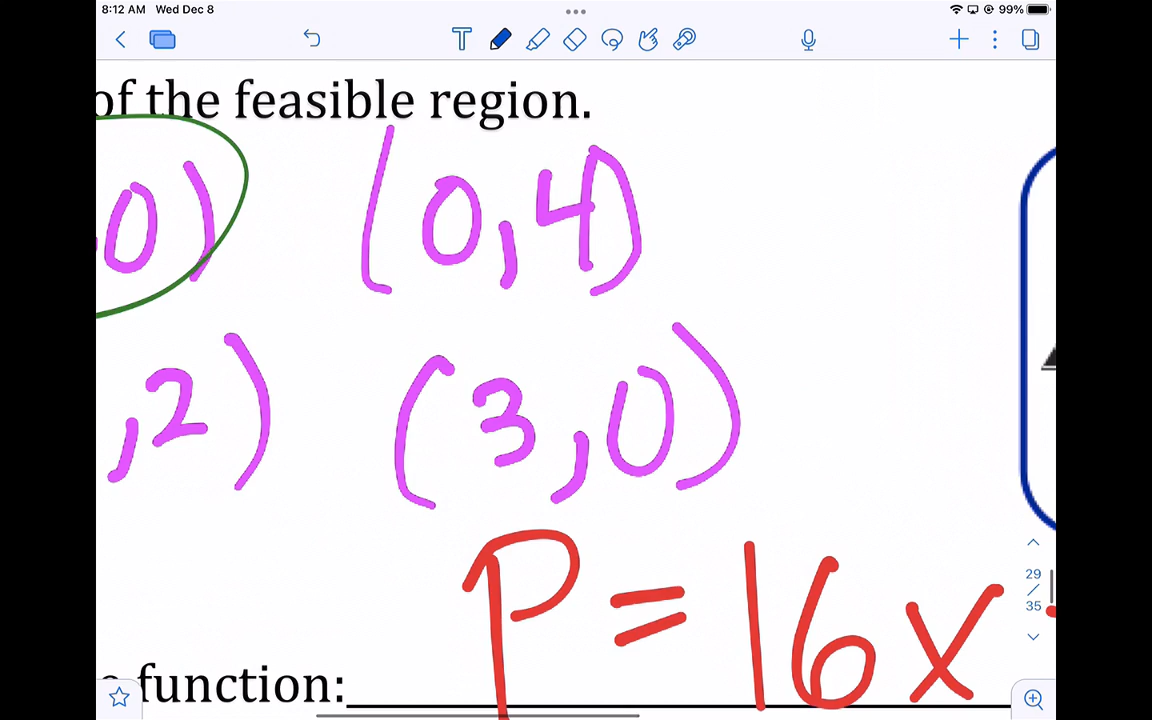 8:12 AM Wed Dec 8
99%
of the feasible region.
0) (0,4)
,2) (3,0)
P=16x
29
/
35
function: